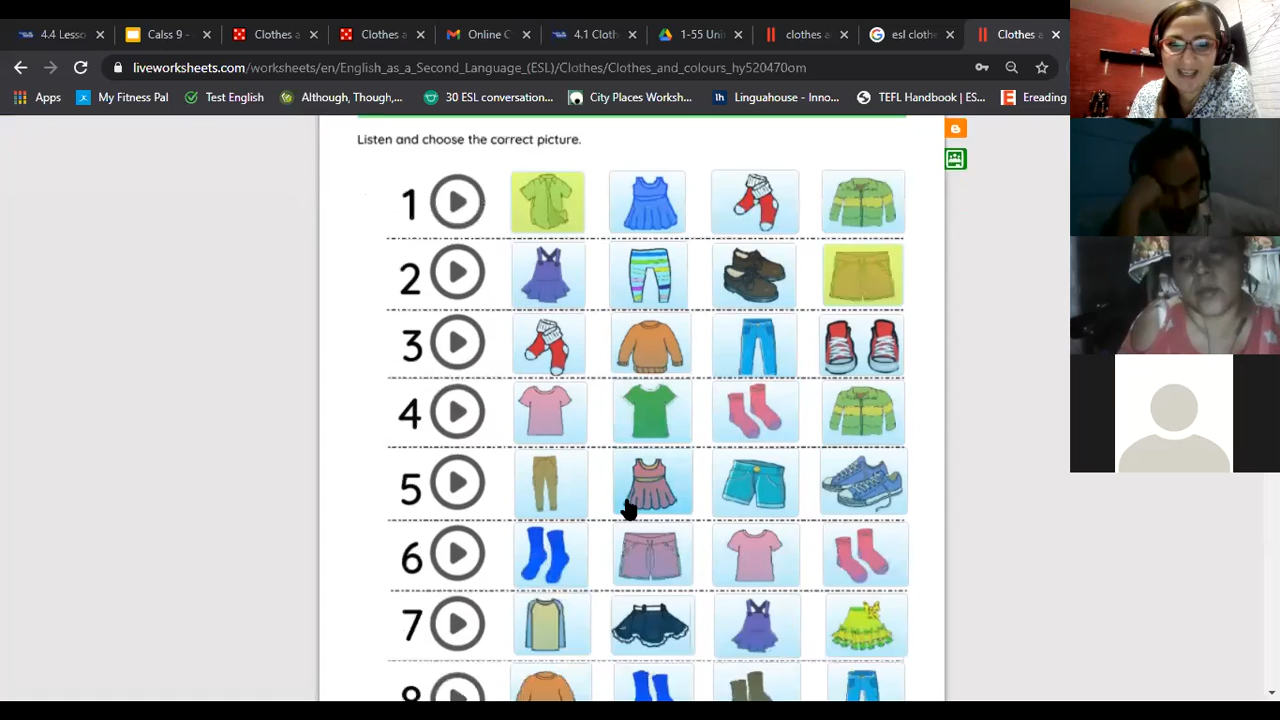 4.4 Lesso
Calss 9 -
Clothes a
Clothes a
Online C
4.1 Cloth
1-55 Uni
clothes a
esl clothe
Clothes a
liveworksheets.com/worksheets/en/English_as_a_Second_Language_(ESL)/Clothes/Clothes_and_colours_hy520470om
Apps
My Fitness Pal
Test English
Although, Though,...
30 ESL conversation...
City Places Worksh...
Linguahouse - Inno...
TEFL Handbook | ES...
Ereading
Listen and choose the correct picture.
1
2
3
4
5
6
7
8